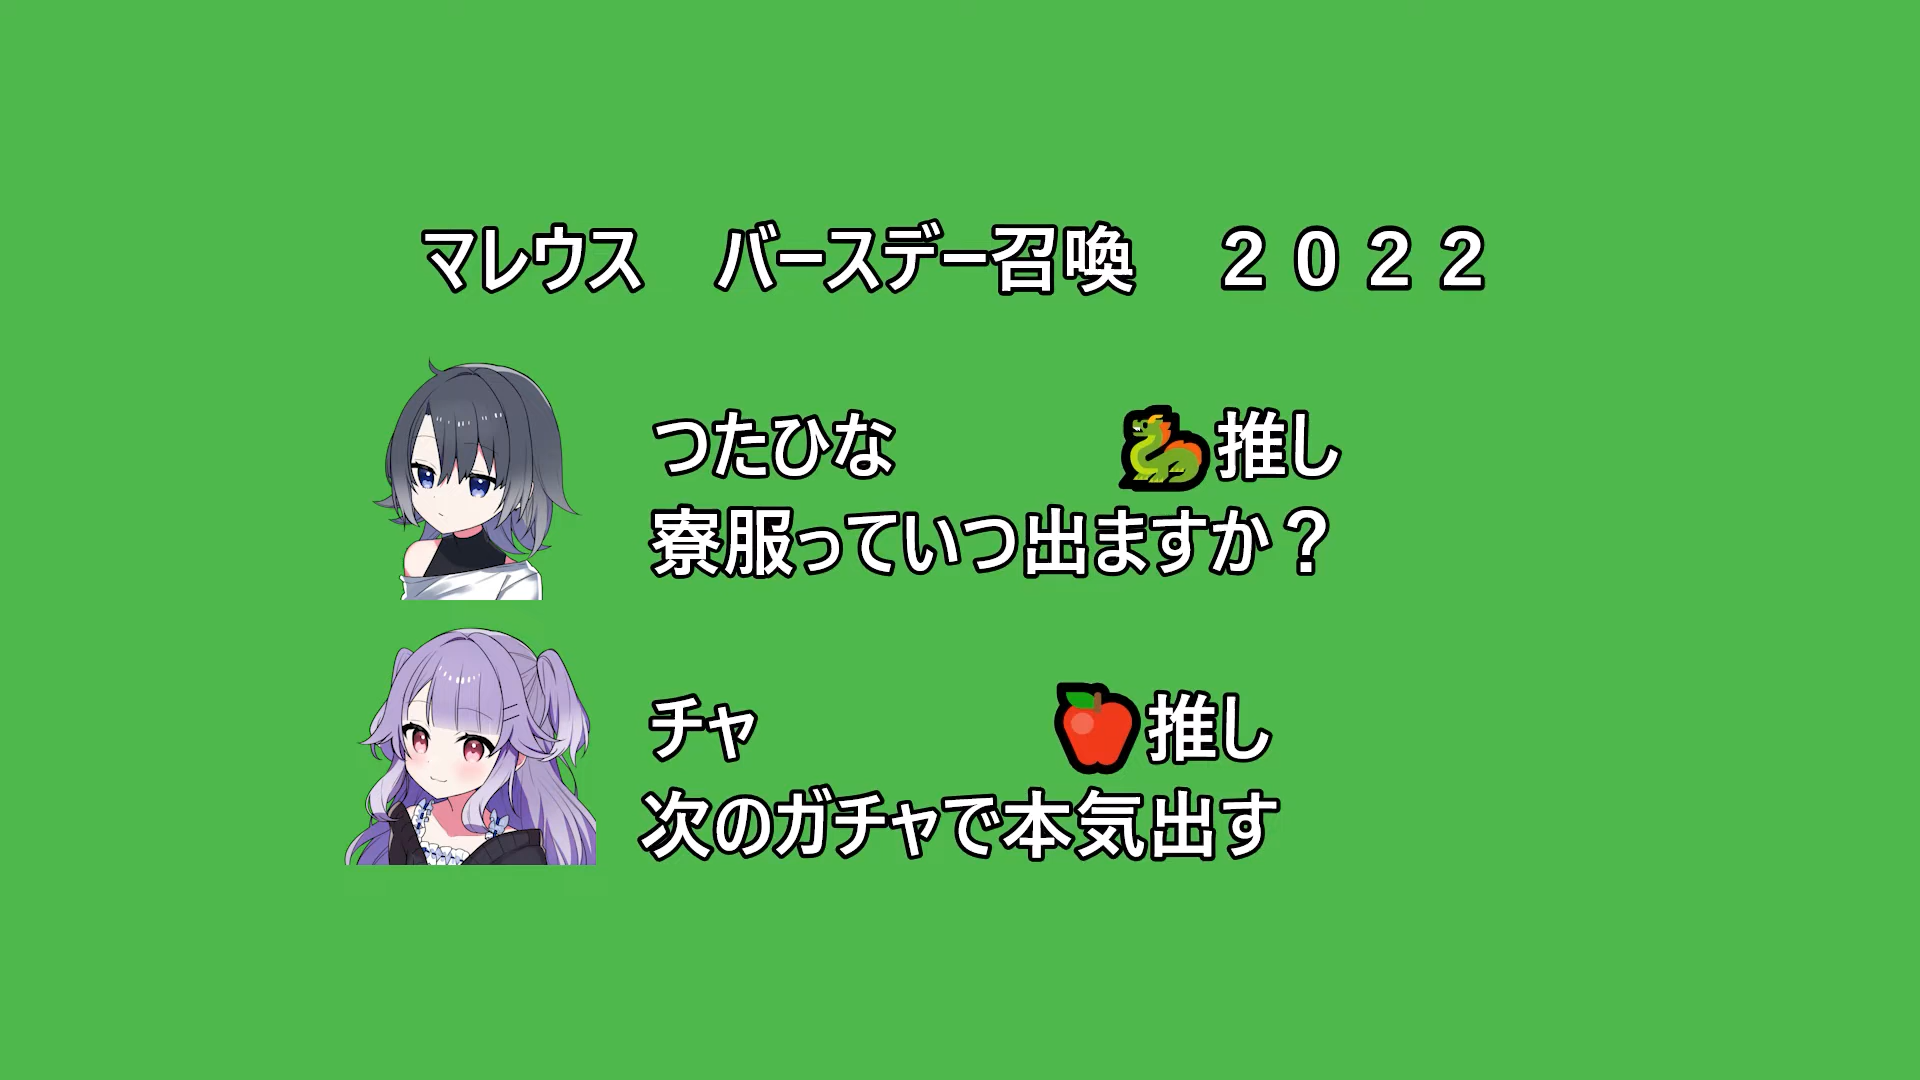 マレウス　バースデー召喚　２０２２
つたひな　🐉推し
寮服っていつ出ますか？
チャ　🍎推し
次のガチャで本気出す